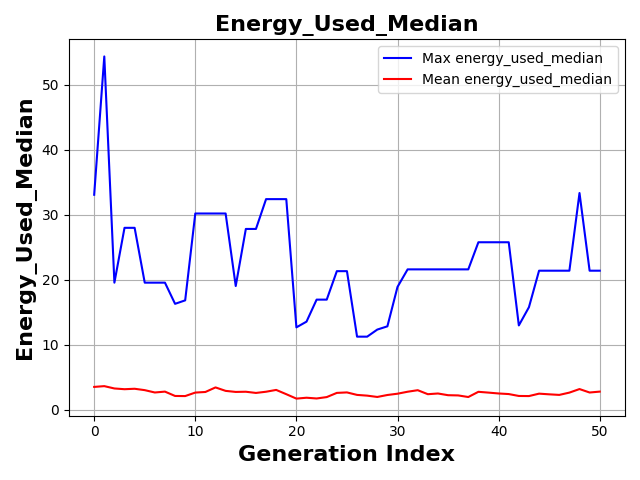 Energy_Used_Median
Max energy_used_median
Mean energy_used_median
Energy_Used_Median
50
40
30
20
10
0
0 10 20 30 40 50
Generation Index